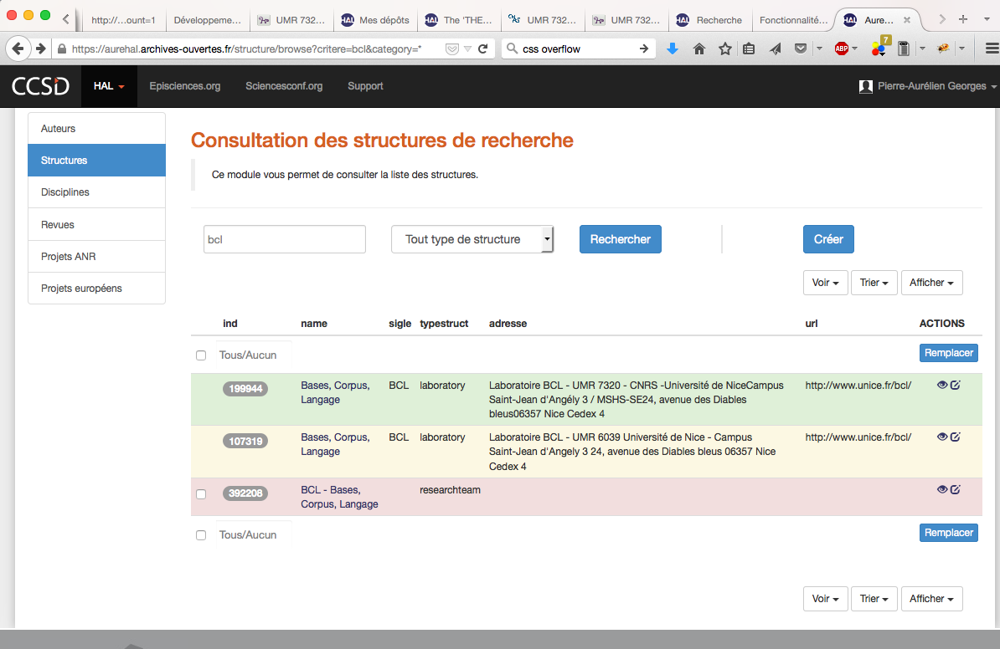 http://...ount=1
Développeme...
UMR 732...
HAL Mes dépôts
HAL The 'THE...
UMR 732...
UMR 732...
HAL Recherche
Fonctionnalité...
HAL Aure...
https://aurehal.archives-ouvertes.fr/structure/browse?critere=bcl&category=*
css overflow
ABP
7
CCSD
HAL
Episciences.org
Sciencesconf.org
Support
Pierre-Aurélien Georges
Auteurs
Structures
Disciplines
Revues
Projets ANR
Projets européens
Consultation des structures de recherche
Ce module vous permet de consulter la liste des structures.
bcl
Tout type de structure
Rechercher
Créer
Voir
Trier
Afficher
ind name sigle typestruct adresse url ACTIONS
Tous/Aucun
Remplacer
199944 Bases, Corpus, BCL laboratory Laboratoire BCL - UMR 7320 - CNRS -Université de NiceCampus http://www.unice.fr/bcl/
Langage Saint-Jean d'Angély 3 / MSHS-SE24, avenue des Diables
bleus06357 Nice Cedex 4
107319 Bases, Corpus, BCL laboratory Laboratoire BCL - UMR 6039 Université de Nice - Campus http://www.unice.fr/bcl/
Langage Saint-Jean d'Angely 3 24, avenue des Diables bleus 06357 Nice
Cedex 4
392208 BCL - Bases, researchteam
Corpus, Langage
Tous/Aucun
Remplacer
Voir
Trier
Afficher